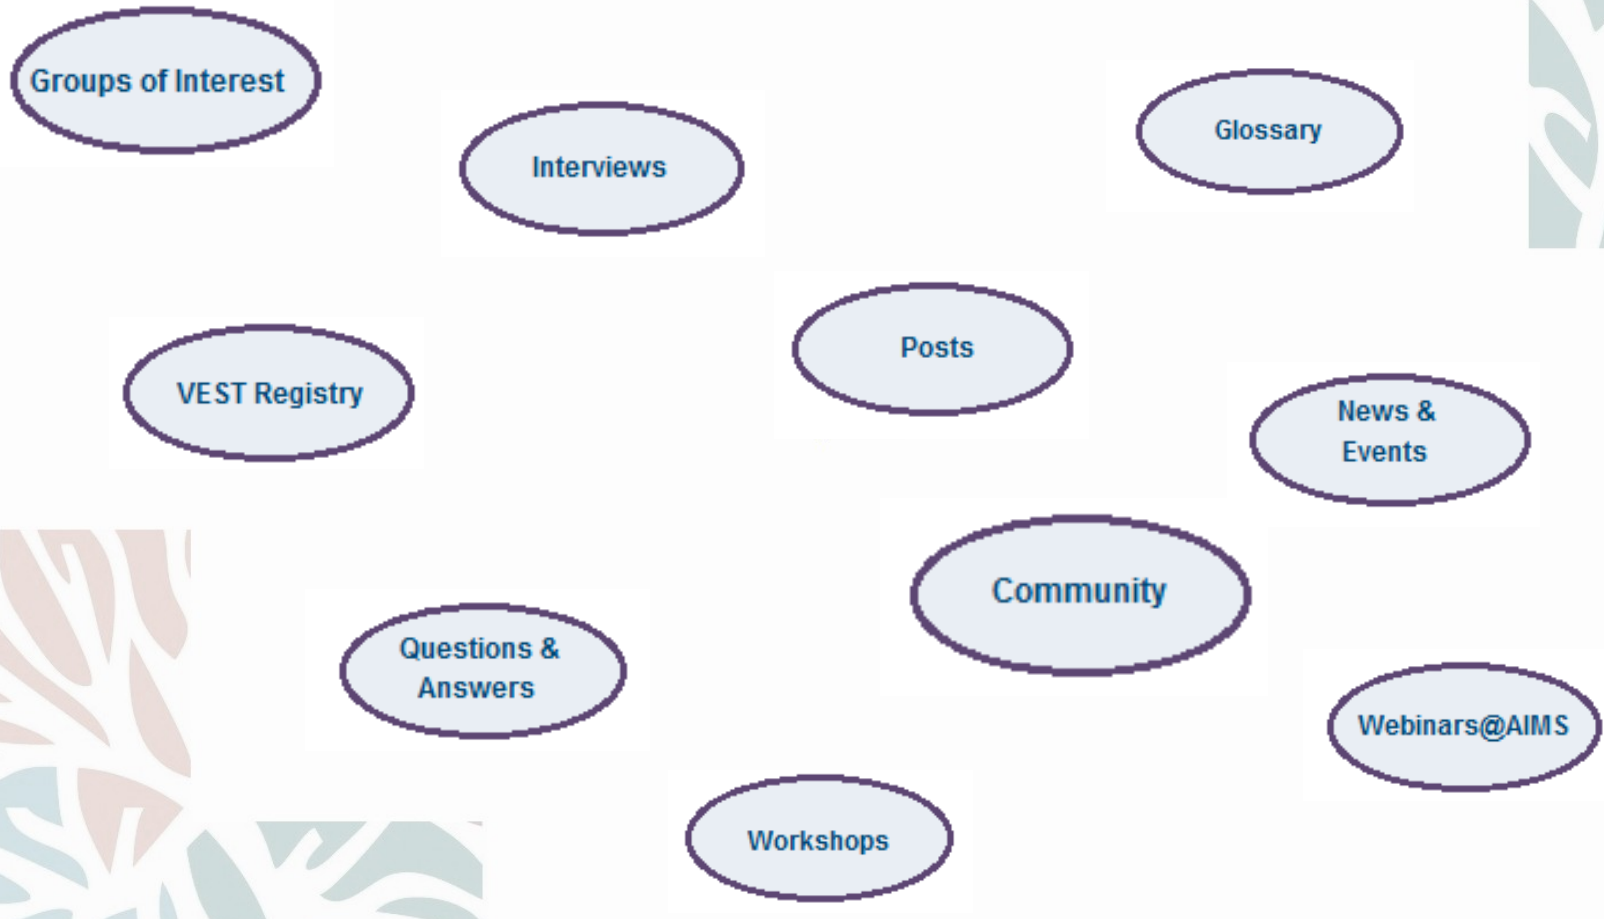 Groups of Interest
Interviews
Glossary
VEST Registry
Posts
News &
Events
Community
Questions &
Answers
Webinars@AIMS
Workshops